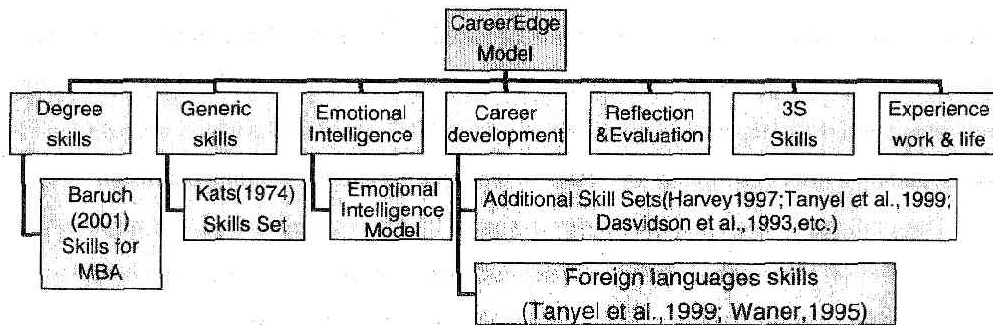 CareerEdge
Model
Degree
skills
Generic
skills
Emotional
Intelligence
Career
development
Reflection
&Evaluation
3S
Skills
Experience
work & life
Baruch
(2001)
Skills for
MBA
Kats(1974)
Skills Set
Emotional
Intelligence
Model
Additional Skill Sets(Harvey1997;Tanyel et al.,1999;
Dasvidson et al.,1993,etc.)
Foreign languages skills
(Tanyel et al.,1999; Waner,1995)